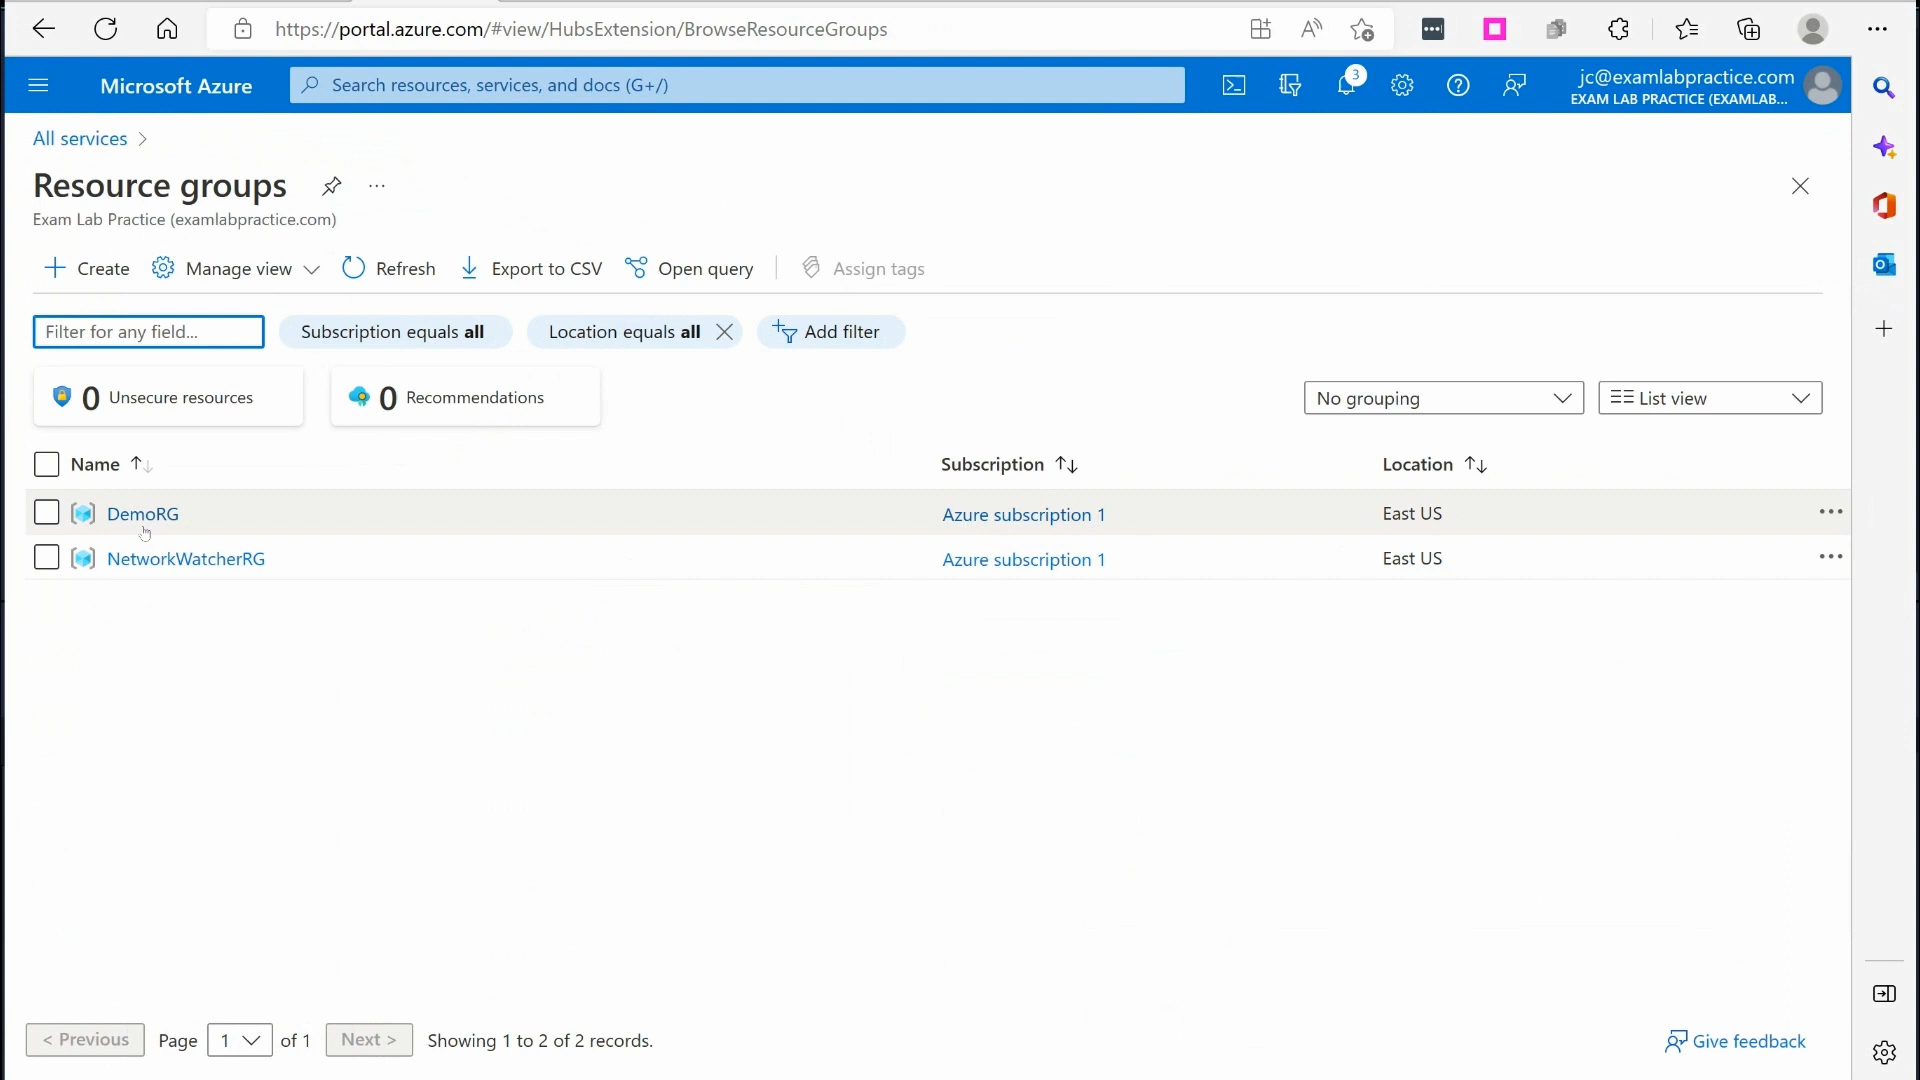 https://portal.azure.com/#view/HubsExtension/BrowseResourceGroups
Microsoft Azure
Search resources, services, and docs (G+/)
3
jc@examlabpractice.com
EXAM LAB PRACTICE (EXAMLAB...
All services
Resource groups
Exam Lab Practice (examlabpractice.com)
Create
Manage view
Refresh
Export to CSV
Open query
Assign tags
Filter for any field...
Subscription equals all
Location equals all
Add filter
0 Unsecure resources
0 Recommendations
No grouping
List view
Name
Subscription
Location
DemoRG
Azure subscription 1
East US
NetworkWatcherRG
Azure subscription 1
East US
< Previous
Page 1 of 1
Next >
Showing 1 to 2 of 2 records.
Give feedback